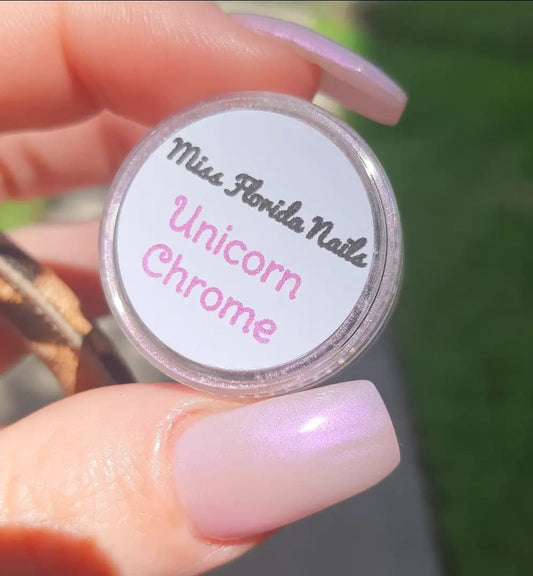 Miss Florida Nails
Unicorn
Chrome